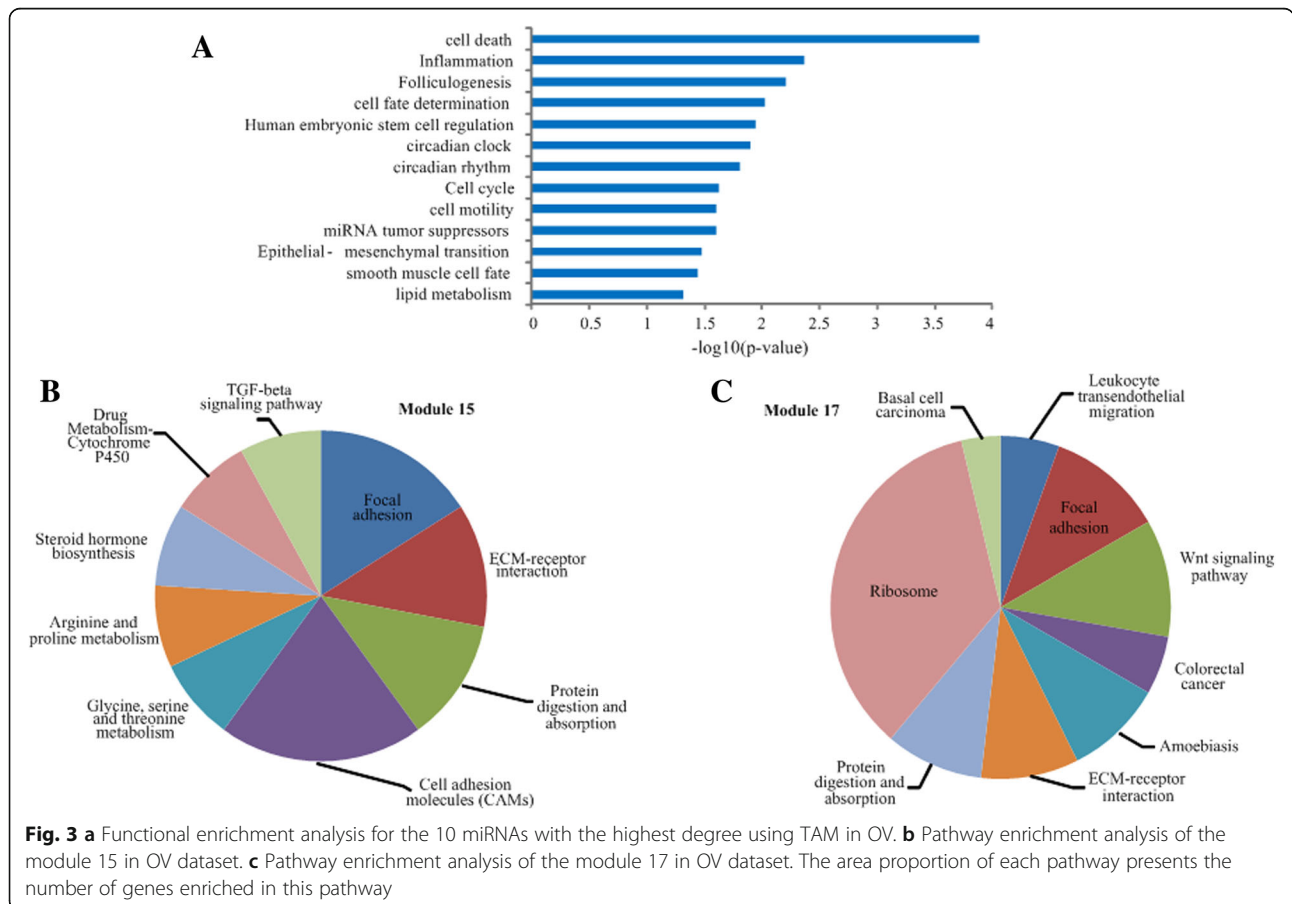 A
cell death
Inflammation
Folliculogenesis
cell fate determination
Human embryonic stem cell regulation
circadian clock
circadian rhythm
Cell cycle
cell motility
miRNA tumor suppressors
Epithelial- mesenchymal transition
smooth muscle cell fate
lipid metabolism
0 0.5 1 1.5 2 2.5 3 3.5 4
-log10(p-value)
B
Module 15
TGF-beta
signaling pathway
Drug
Metabolism-
Cytochrome
P450
Steroid hormone
biosynthesis
Arginine and
proline metabolism
Glycine, serine
and threonine
metabolism
Focal
adhesion
ECM-receptor
interaction
Protein
digestion and
absorption
Cell adhesion
molecules (CAMs)
C
Module 17
Basal cell
carcinoma
Leukocyte
transendothelial
migration
Focal
adhesion
Wnt signaling
pathway
Ribosome
Colorectal
cancer
Amoebiasis
ECM-receptor
interaction
Protein
digestion and
absorption
Fig. 3 a Functional enrichment analysis for the 10 miRNAs with the highest degree using TAM in OV. b Pathway enrichment analysis of the
module 15 in OV dataset. c Pathway enrichment analysis of the module 17 in OV dataset. The area proportion of each pathway presents the
number of genes enriched in this pathway